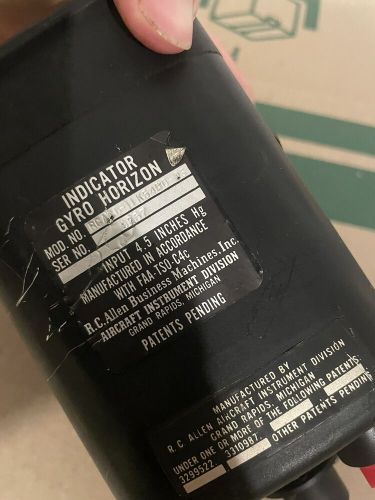 INDICATOR
GYRO HORIZON
MOD. NO.
SER NO
INPUT 4.5 INCHES Hg
MANUFACTURED IN ACCORDANCE
WITH FAA-TSO-C4c
R.C. Allen Business Machines, Inc.
AIRCRAFT INSTRUMENT DIVISION
GRAND RAPIDS, MICHIGAN
PATENTS PENDING
MANUFACTURED BY
R. C. ALLEN AIRCRAFT INSTRUMENT DIVISION
GRAND RAPIDS, MICHIGAN
UNDER ONE OR MORE OF THE FOLLOWING PATENTS:
3299522. 3310987. OTHER PATENTS PENDING